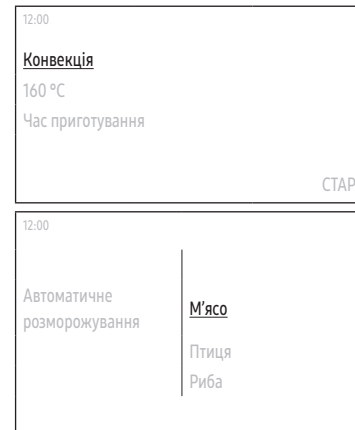 12:00
Конвекція
160 °C
Час приготування
СТАР
12:00
Автоматичне
розморожування
М’ясо
Птиця
Риба